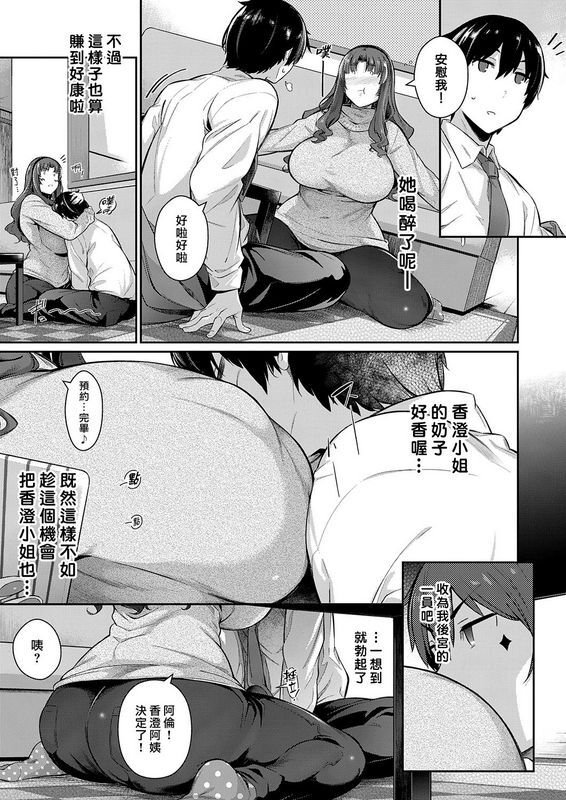 安慰我！
噗
她喝醉了呢—
好啦好啦
不過
這樣子也算
賺到好康啦
香澄小姐
的奶子
好香喔…
預約…
完畢♪
點
點
既然這樣不如
趁這個機會
把香澄小姐也…
收為我後宮的
一員吧
…一想到
就勃起了
咦？
阿倫！
香澄阿姨
決定了！